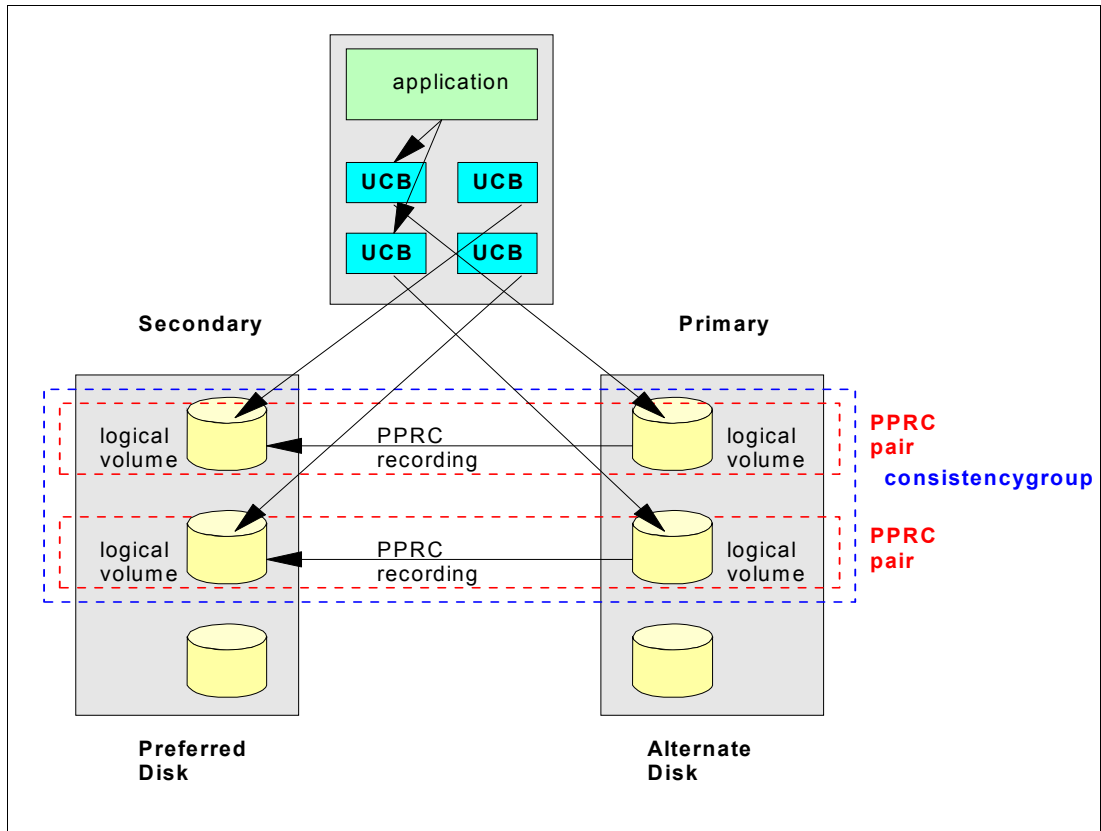 application
UCB
UCB
UCB
UCB
Secondary
Primary
logical
volume
PPRC
recording
logical
volume
PPRC
pair
consistencygroup
logical
volume
PPRC
recording
logical
volume
PPRC
pair
Preferred
Disk
Alternate
Disk